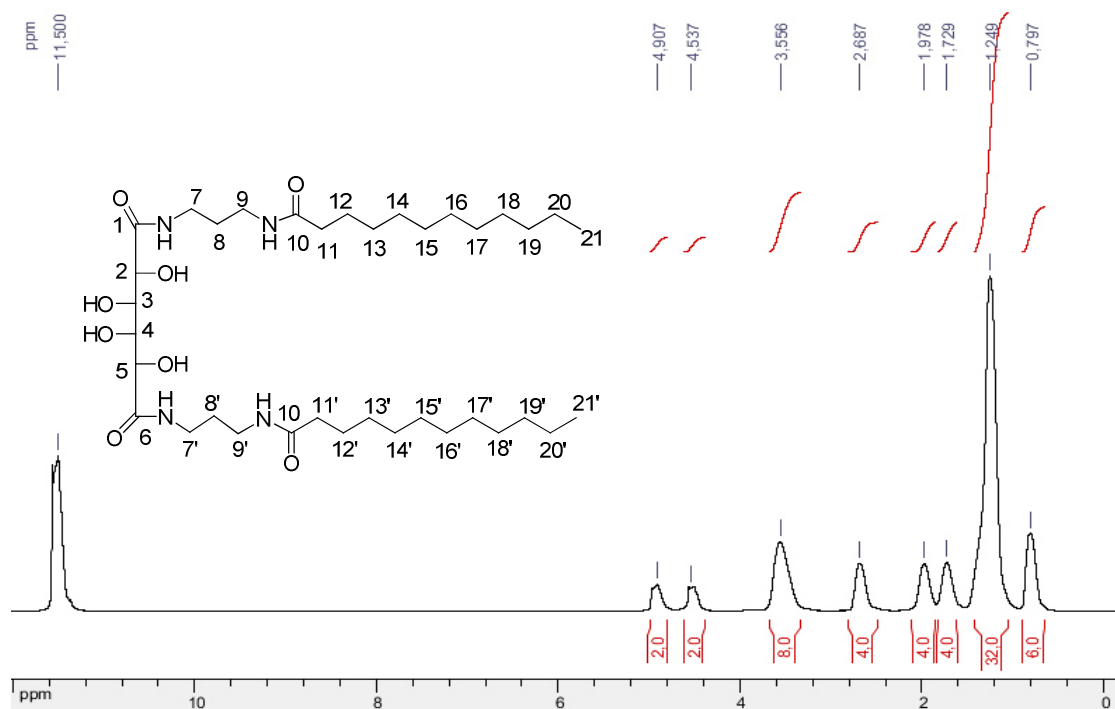 ppm
11,500
4,907
4,537
3,556
2,687
1,978
1,729
1,249
0,797
O 7 9 O 12 14 16 18 20
1 N H 8 N H 10 11 13 15 17 19 21
2 OH
HO 3
HO 4
5 OH
H N 8' H N 10 11' 13' 15' 17' 19' 21'
O 6 7' 9' O 12' 14' 16' 18' 20'
2,0 2,0 8,0 4,0 4,0 4,0 32,0 6,0
ppm 10 8 6 4 2 0